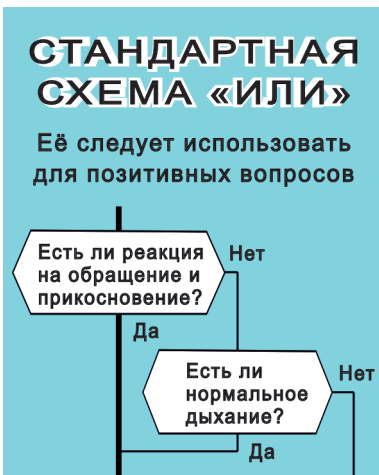 СТАНДАРТНАЯ
СХЕМА «ИЛИ»
Её следует использовать
для позитивных вопросов
Есть ли реакция
на обращение и
прикосновение?
Нет
Да
Есть ли
нормальное
дыхание?
Нет
Да